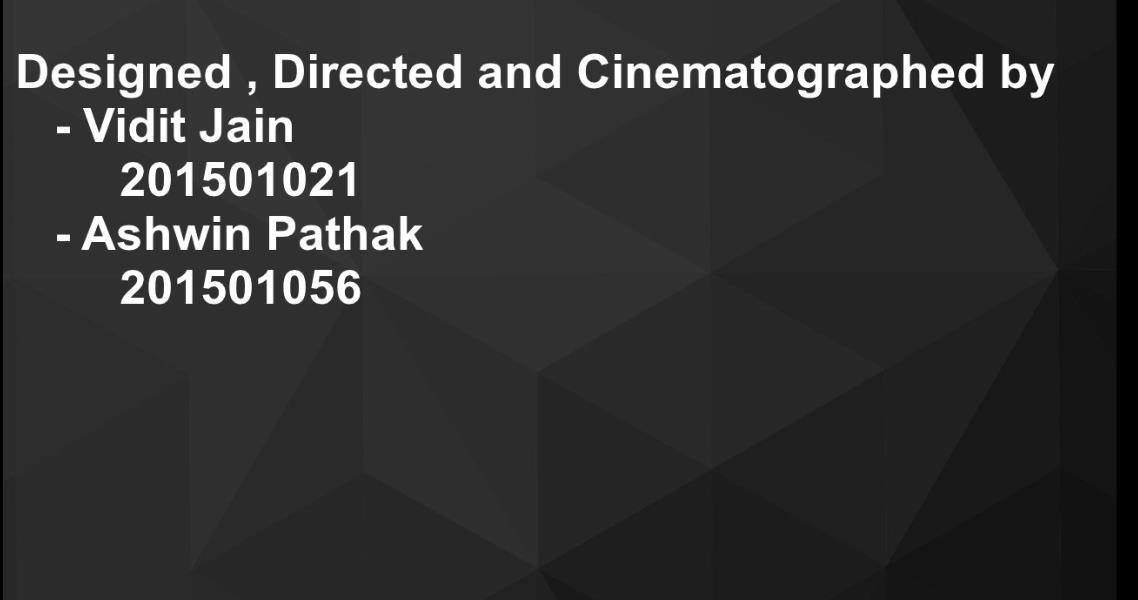 Designed , Directed and Cinematographed by
- Vidit Jain
201501021
- Ashwin Pathak
201501056